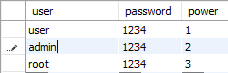 user password power
user 1234 1
admin 1234 2
root 1234 3